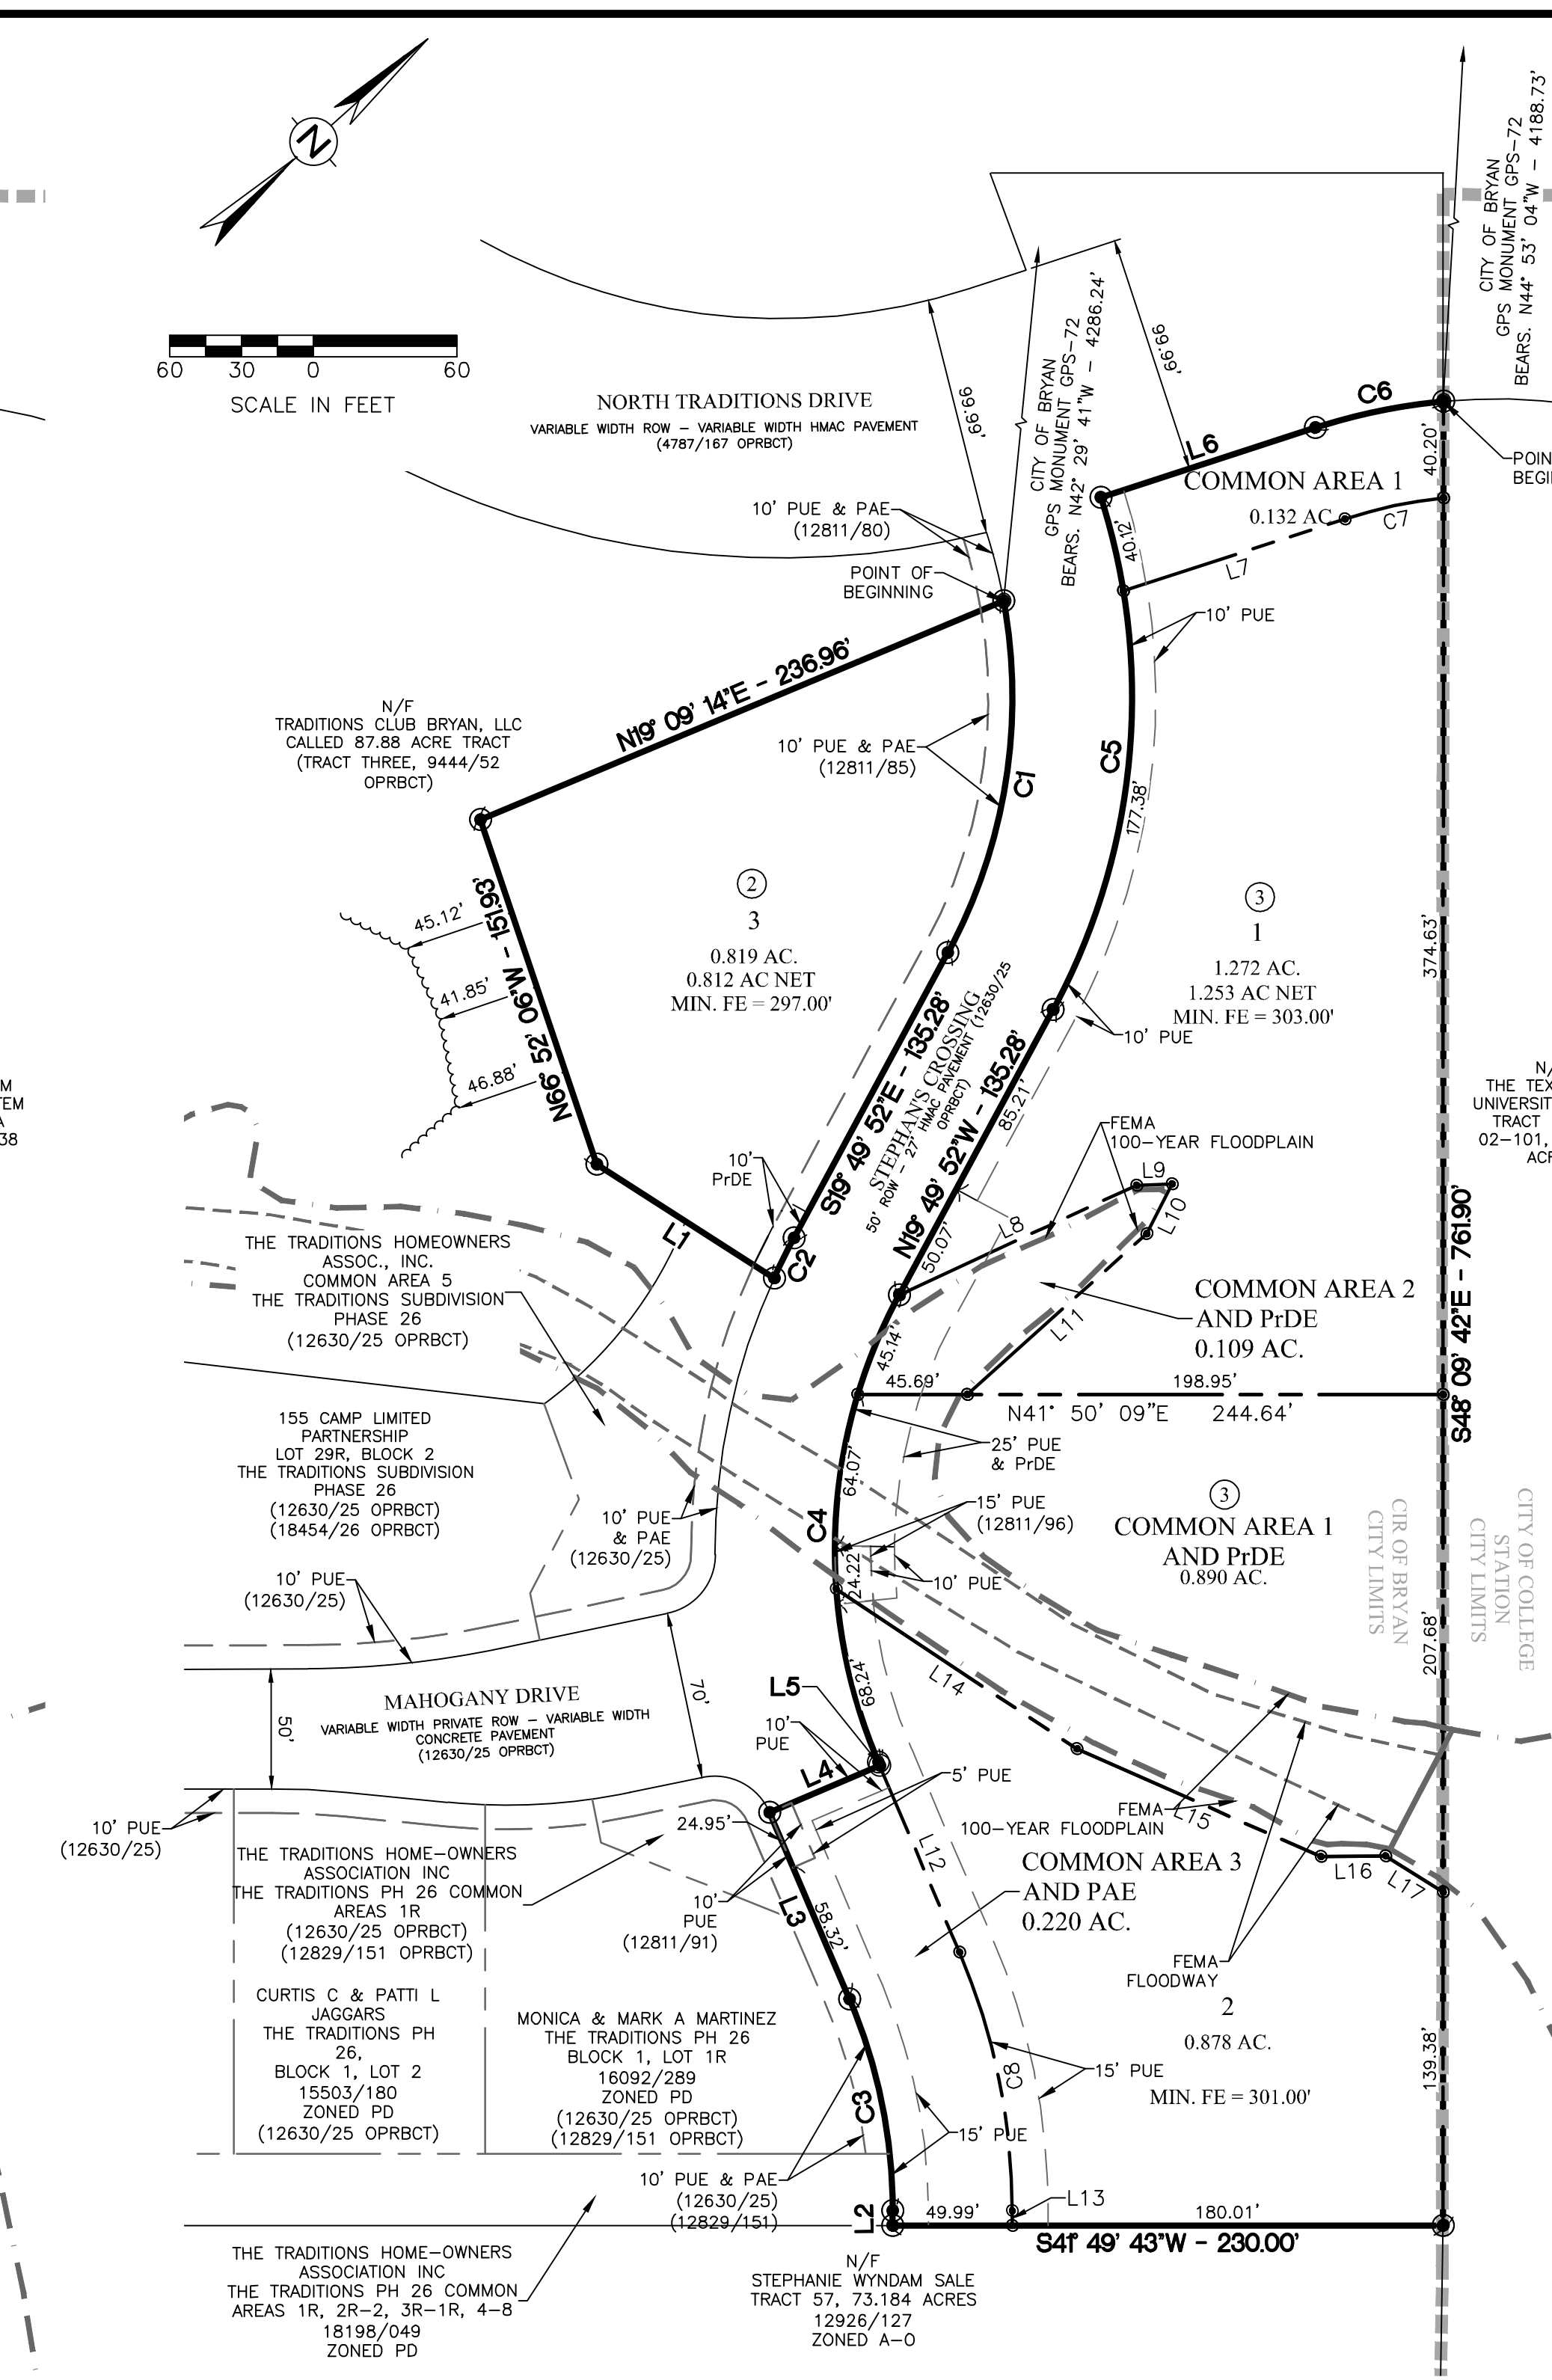 N
60 30 0 60
SCALE IN FEET
NORTH TRADITIONS DRIVE
VARIABLE WIDTH ROW – VARIABLE WIDTH HMAC PAVEMENT
(4787/167 OPRBCT)
66.66'
66.66'
CITY OF BRYAN
GPS MONUMENT GPS-72
BEARS. N42° 29' 41"W – 4286.24'
CITY OF BRYAN
GPS MONUMENT GPS-72
BEARS. N44° 53' 04"W – 4188.73'
C6
L6
COMMON AREA 1
0.132 AC
C7
L7
40.20'
40.12'
POIN
BEGI
10' PUE & PAE
(12811/80)
POINT OF
BEGINNING
10' PUE
N19° 09' 14"E – 236.96'
N/F
TRADITIONS CLUB BRYAN, LLC
CALLED 87.88 ACRE TRACT
(TRACT THREE, 9444/52
OPRBCT)
10' PUE & PAE
(12811/85)
C1
C5
177.38'
45.12'
41.85'
46.88'
N66° 52' 06"W – 151.93'
2
3
0.819 AC.
0.812 AC NET
MIN. FE = 297.00'
3
1
1.272 AC.
1.253 AC NET
MIN. FE = 303.00'
10' PUE
374.63'
S19° 49' 52"E – 135.28'
STEPHAN'S CROSSING
50' ROW – 27' HMAC PAVEMENT (12630/25
OPRBCT)
N19° 49' 52"W – 135.28'
85.21'
50.07'
M
TEM
A
38
N/
THE TEX
UNIVERSIT
TRACT
02-101,
ACF
FEMA
100-YEAR FLOODPLAIN
10'
PrDE
L1
C2
L8
L9
L10
L11
THE TRADITIONS HOMEOWNERS
ASSOC., INC.
COMMON AREA 5
THE TRADITIONS SUBDIVISION
PHASE 26
(12630/25 OPRBCT)
COMMON AREA 2
AND PrDE
0.109 AC.
S48° 09' 42"E – 761.90'
45.14'
45.69'
198.95'
N41° 50' 09"E 244.64'
155 CAMP LIMITED
PARTNERSHIP
LOT 29R, BLOCK 2
THE TRADITIONS SUBDIVISION
PHASE 26
(12630/25 OPRBCT)
(18454/26 OPRBCT)
25' PUE
& PrDE
64.07'
15' PUE
(12811/96)
C4
24.22'
10' PUE
10' PUE
& PAE
(12630/25)
10' PUE
(12630/25)
3
COMMON AREA 1
AND PrDE
0.890 AC.
CIR OF BRYAN
CITY LIMITS
CITY OF COLLEGE
STATION
CITY LIMITS
207.68'
L14
68.24'
L5
70'
50'
MAHOGANY DRIVE
VARIABLE WIDTH PRIVATE ROW – VARIABLE WIDTH
CONCRETE PAVEMENT
(12630/25 OPRBCT)
10'
PUE
L4
5' PUE
24.95'
FEMA
100-YEAR FLOODPLAIN
L15
L16
L17
10' PUE
(12630/25)
THE TRADITIONS HOME-OWNERS
ASSOCIATION INC
THE TRADITIONS PH 26 COMMON
AREAS 1R
(12630/25 OPRBCT)
(12829/151 OPRBCT)
L12
COMMON AREA 3
AND PAE
0.220 AC.
10'
PUE
(12811/91)
L3
58.32'
FEMA
FLOODWAY
CURTIS C & PATTI L
JAGGARS
THE TRADITIONS PH
26,
BLOCK 1, LOT 2
15503/180
ZONED PD
(12630/25 OPRBCT)
MONICA & MARK A MARTINEZ
THE TRADITIONS PH 26
BLOCK 1, LOT 1R
16092/289
ZONED PD
(12630/25 OPRBCT)
(12829/151 OPRBCT)
2
0.878 AC.
MIN. FE = 301.00'
C8
15' PUE
C3
15' PUE
139.38'
10' PUE & PAE
(12630/25)
(12829/151)
L2
49.99'
L13
180.01'
S41° 49' 43"W – 230.00'
THE TRADITIONS HOME-OWNERS
ASSOCIATION INC
THE TRADITIONS PH 26 COMMON
AREAS 1R, 2R-2, 3R-1R, 4-8
18198/049
ZONED PD
N/F
STEPHANIE WYNDAM SALE
TRACT 57, 73.184 ACRES
12926/127
ZONED A-O